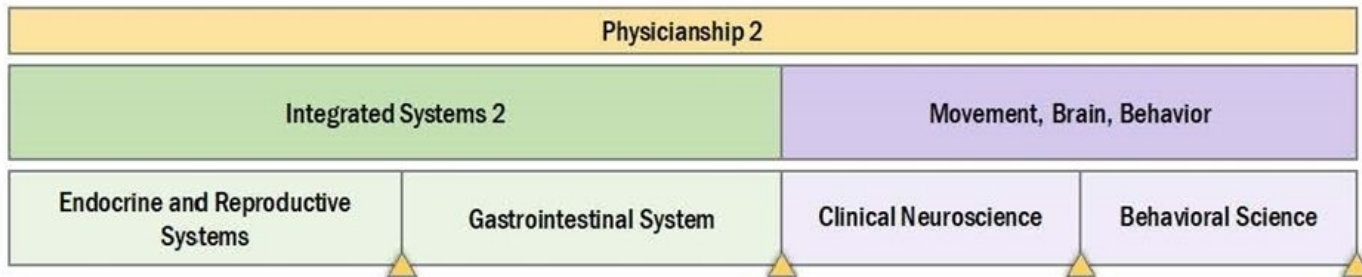 Physicianship 2
Integrated Systems 2
Movement, Brain, Behavior
Endocrine and Reproductive
Systems
Gastrointestinal System
Clinical Neuroscience
Behavioral Science